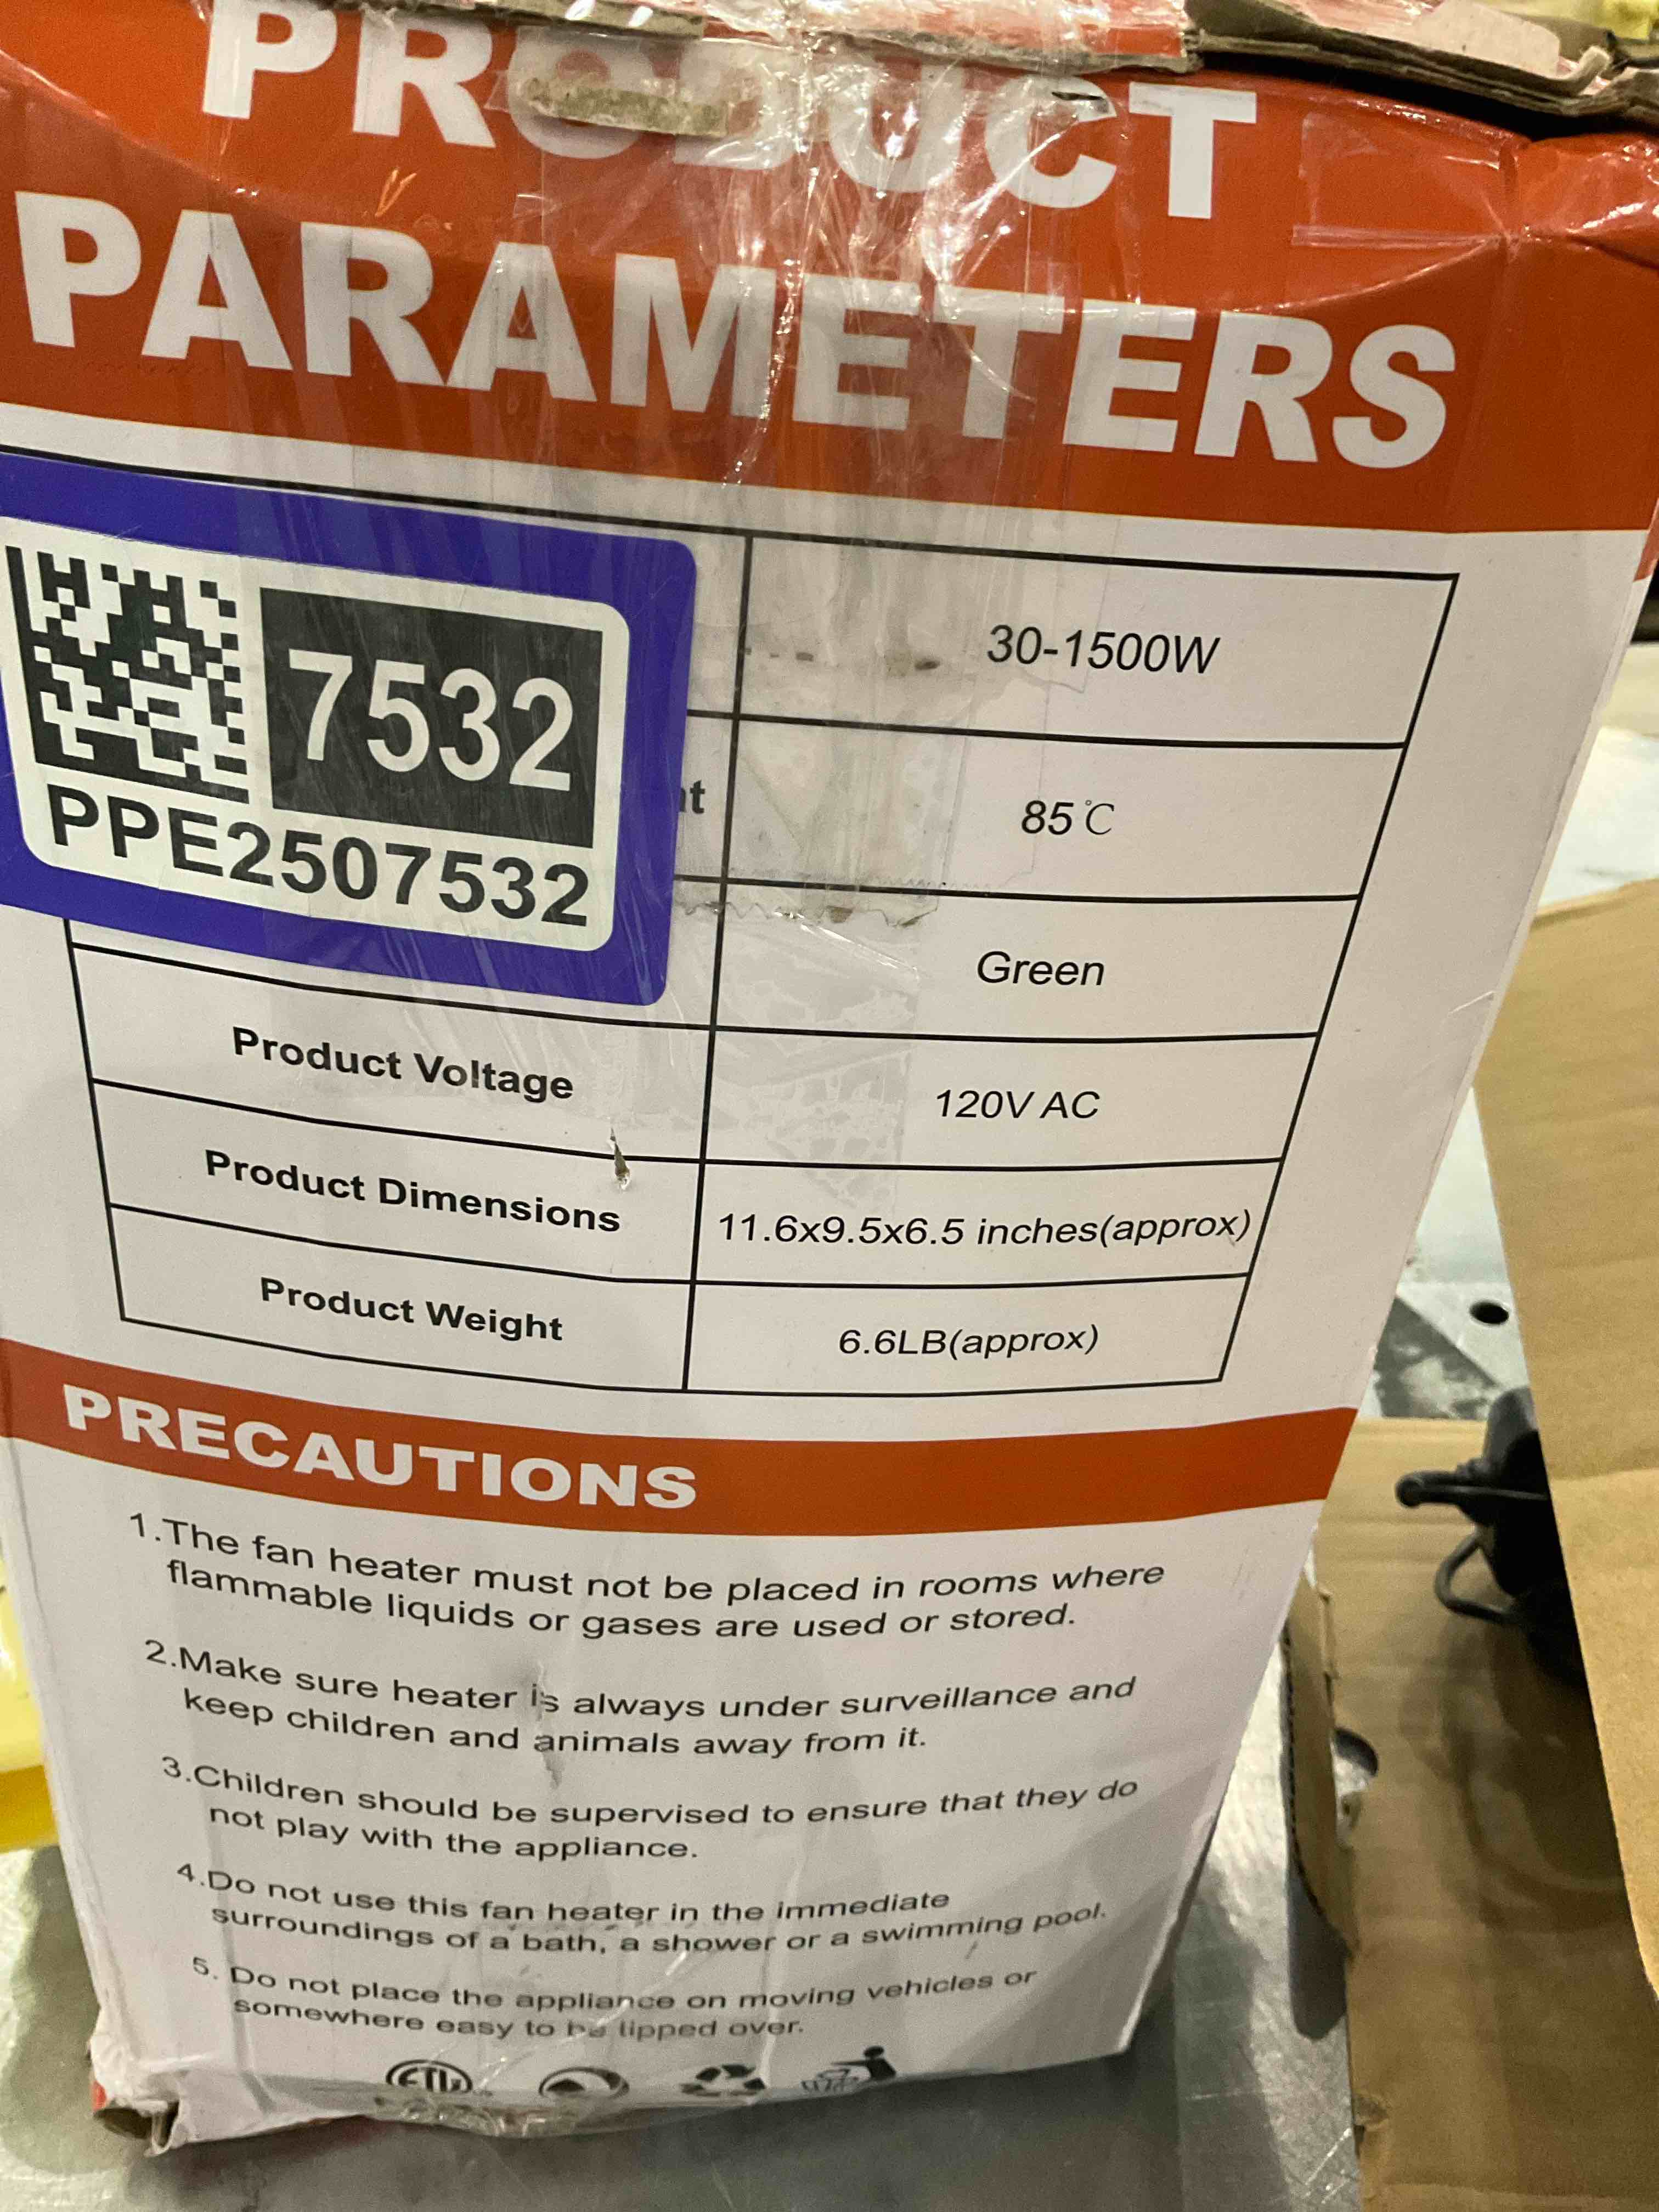 PRODUCT
PARAMETERS
7532
PPE2507532
30-1500W
85℃
Green
Product Voltage
120V AC
Product Dimensions
11.6x9.5x6.5 inches(approx)
Product Weight
6.6LB(approx)
PRECAUTIONS
1.The fan heater must not be placed in rooms where
flammable liquids or gases are used or stored.
2.Make sure heater is always under surveillance and
keep children and animals away from it.
3.Children should be supervised to ensure that they do
not play with the appliance.
4.Do not use this fan heater in the immediate
surroundings of a bath, a shower or a swimming pool.
5. Do not place the appliance on moving vehicles or
somewhere easy to be tipped over.
ETL